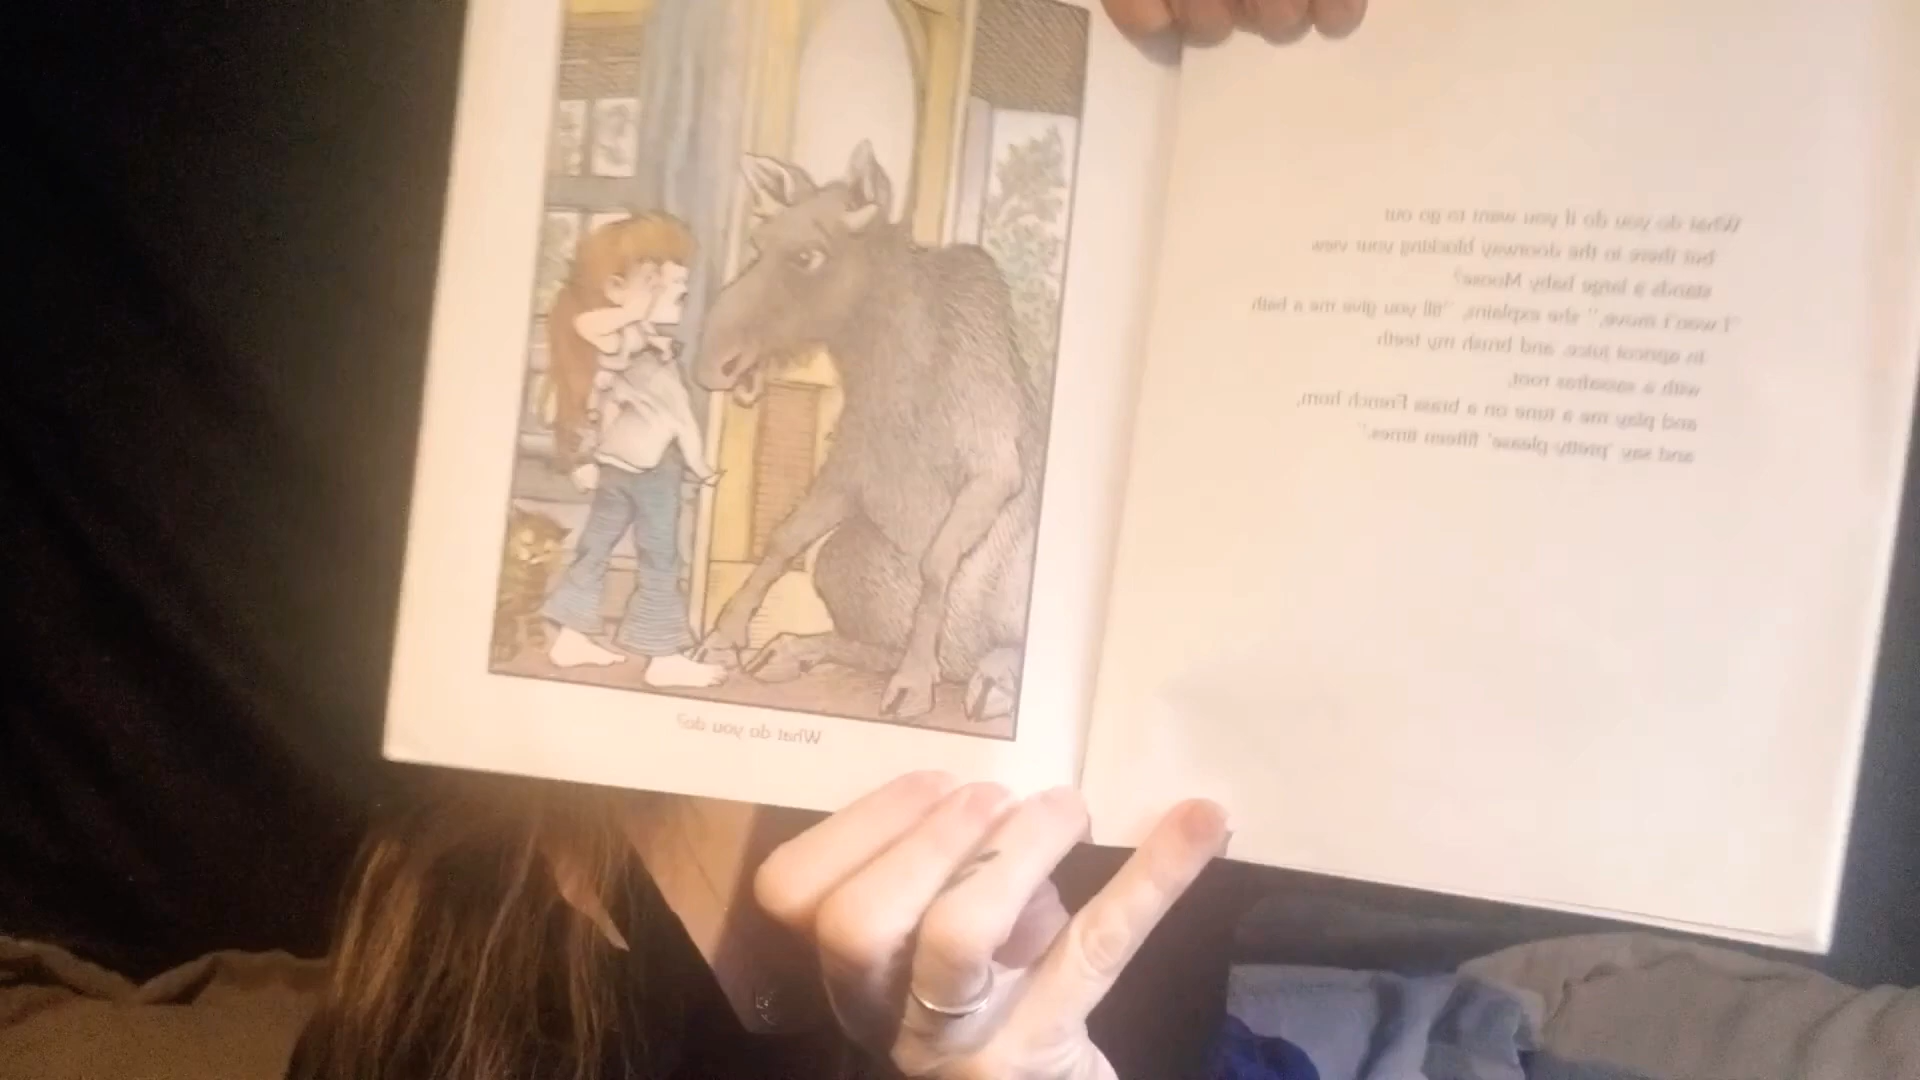 What do you do if you want to go out
but there in the doorway blocking your view
stands a large baby Moose?
"I won't move," she explains, "till you give me a bath
in apricot juice, and brush my teeth
with a sassafras root,
and play me a tune on a brass French horn,
and say 'pretty please' fifteen times."
What do you do?